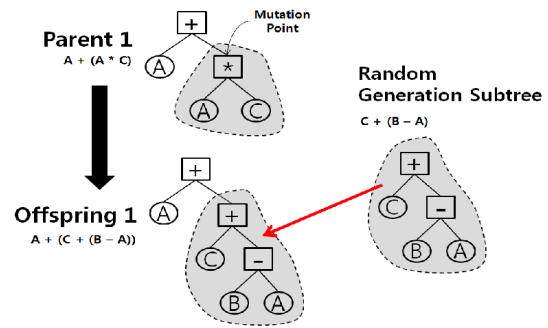 +
Mutation
Point
Parent 1
A + (A * C)
A
*
A
C
Random
Generation Subtree
C + (B – A)
+
C
–
B
A
+
Offspring 1
A + (C + (B – A))
A
+
C
–
B
A